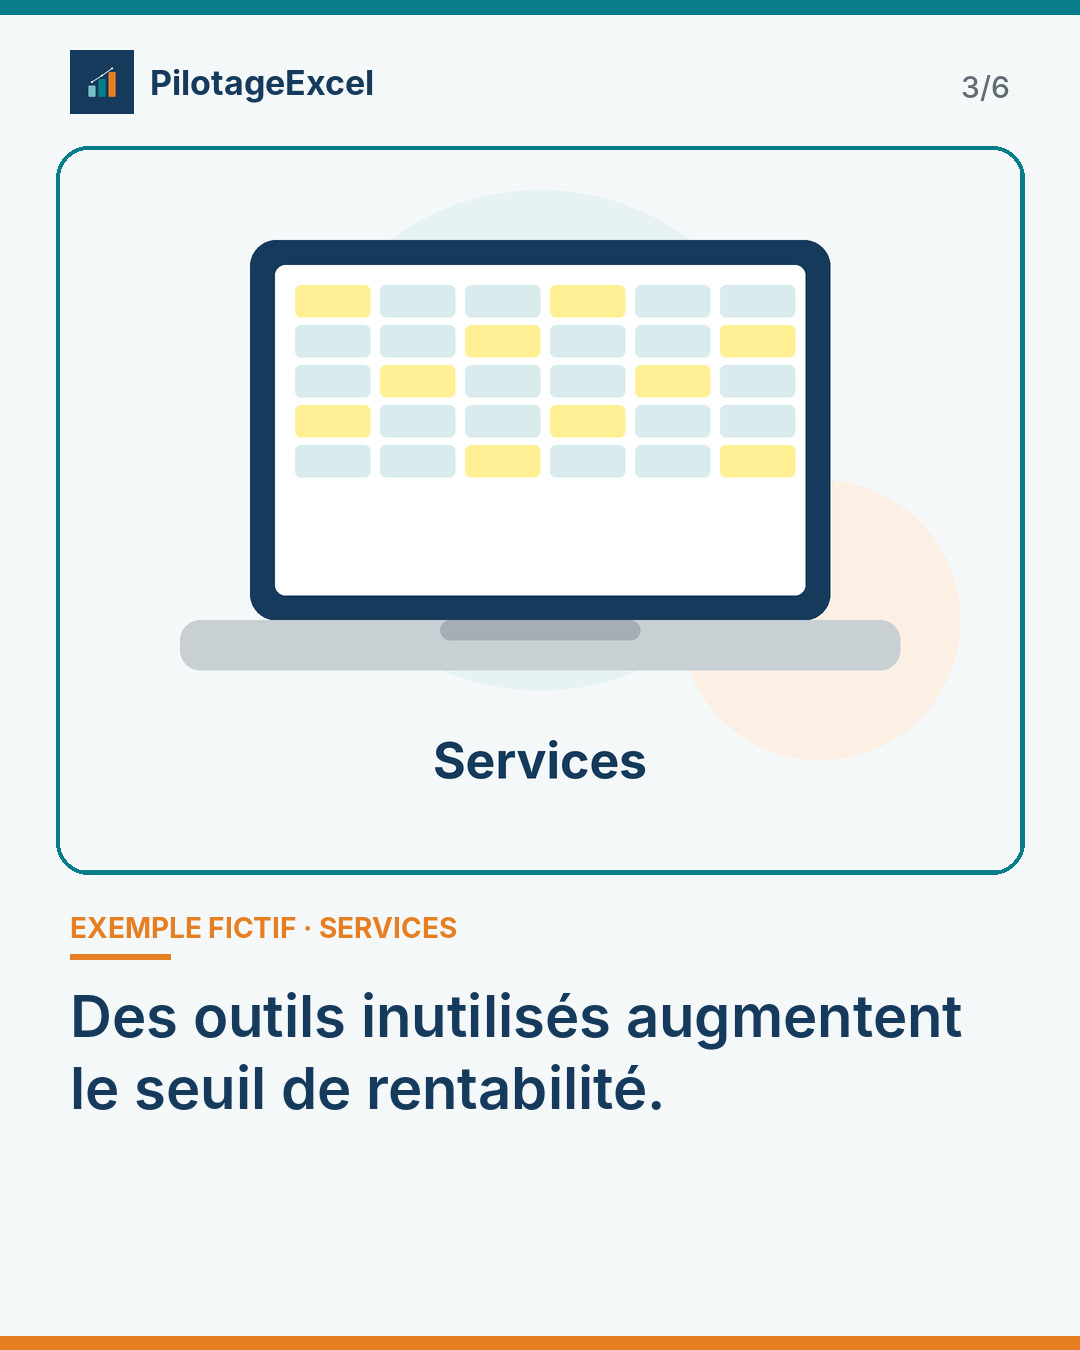 PilotageExcel
3/6
Services
EXEMPLE FICTIF · SERVICES
Des outils inutilisés augmentent
le seuil de rentabilité.